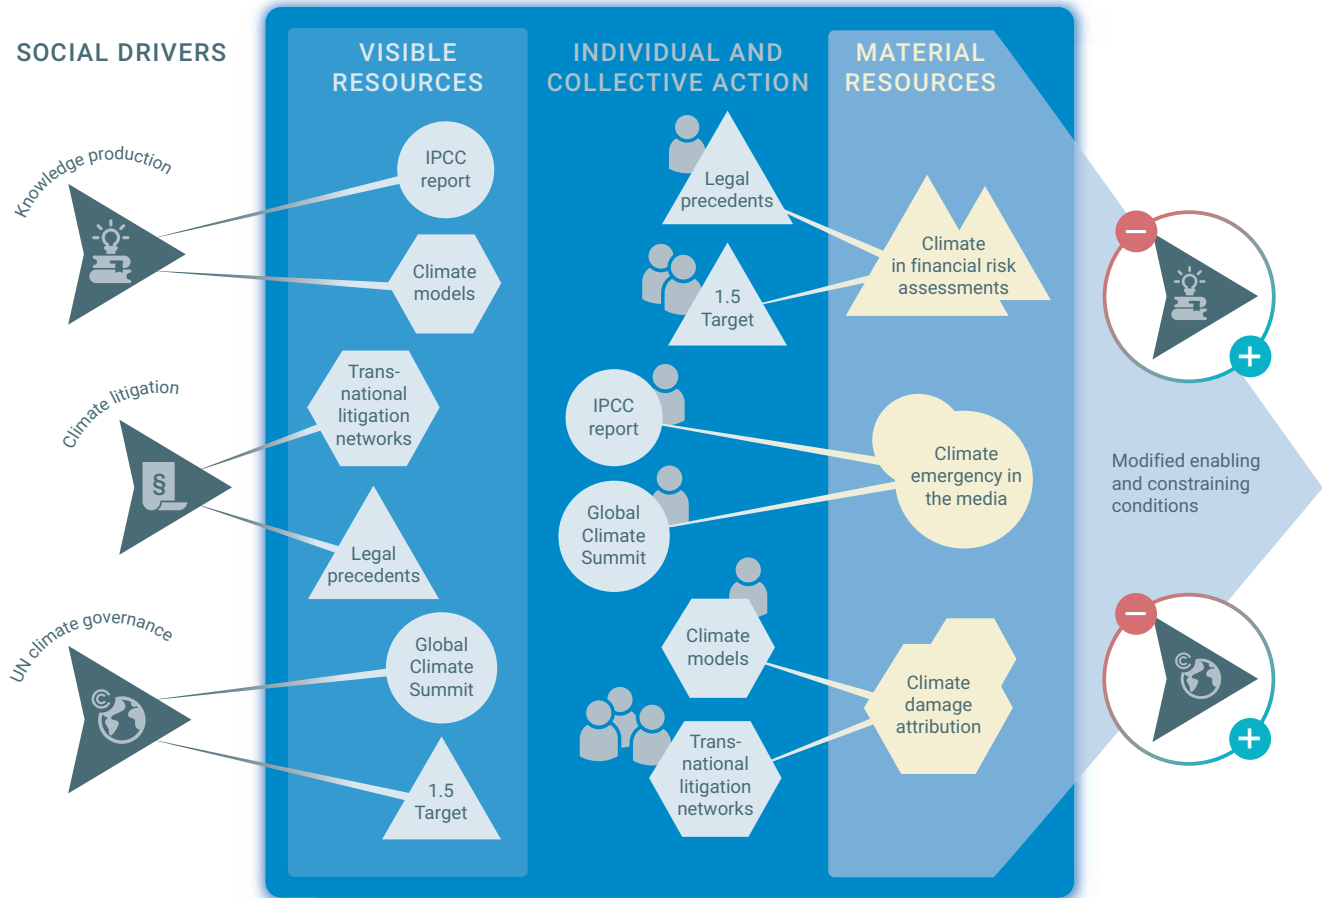 SOCIAL DRIVERS
VISIBLE
RESOURCES
INDIVIDUAL AND
COLLECTIVE ACTION
MATERIAL
RESOURCES
Knowledge production
IPCC
report
Climate
models
Climate litigation
§
Trans-
national
litigation
networks
Legal
precedents
UN climate governance
C
Global
Climate
Summit
1.5
Target
Legal
precedents
1.5
Target
IPCC
report
Global
Climate
Summit
Climate
models
Trans-
national
litigation
networks
Climate
in financial risk
assessments
Climate
emergency in
the media
Climate
damage
attribution
−
+
Modified enabling
and constraining
conditions
−
C
+